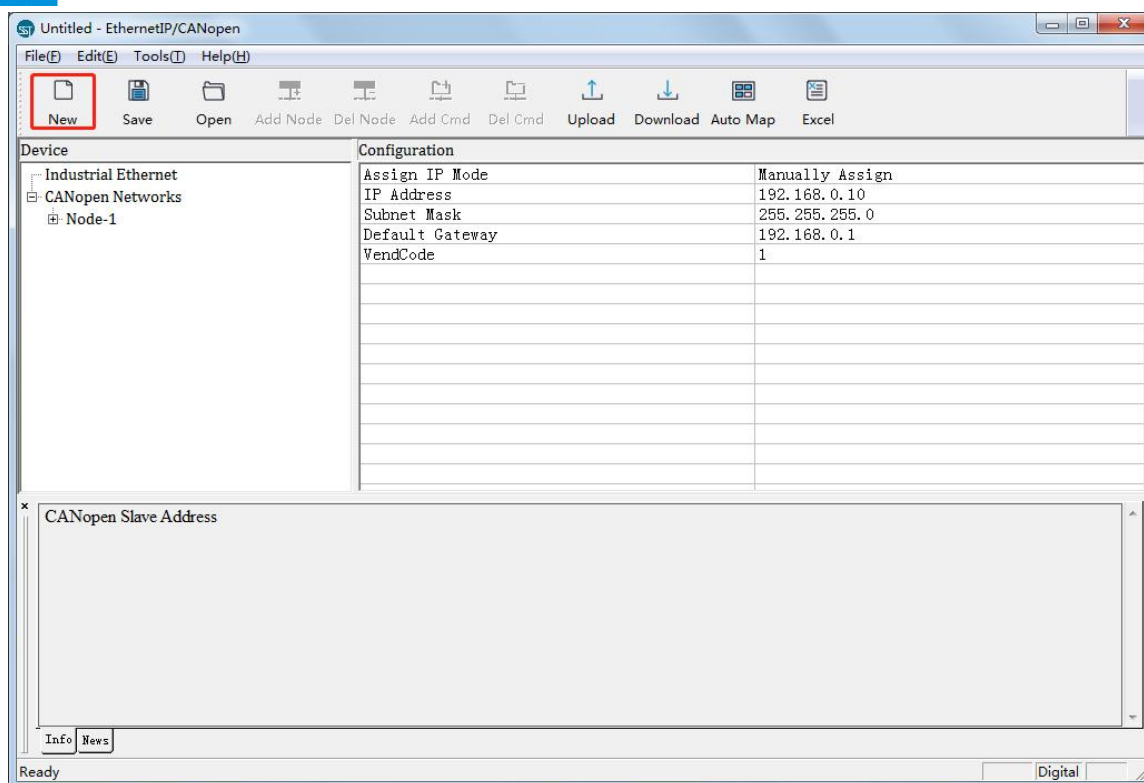 SST Untitled - EthernetIP/CANopen
File(F) Edit(E) Tools(T) Help(H)
New Save Open Add Node Del Node Add Cmd Del Cmd Upload Download Auto Map Excel
Device
Configuration
Industrial Ethernet
CANopen Networks
Node-1
Assign IP Mode Manually Assign
IP Address 192.168.0.10
Subnet Mask 255.255.255.0
Default Gateway 192.168.0.1
VendCode 1
CANopen Slave Address
Info News
Ready Digital